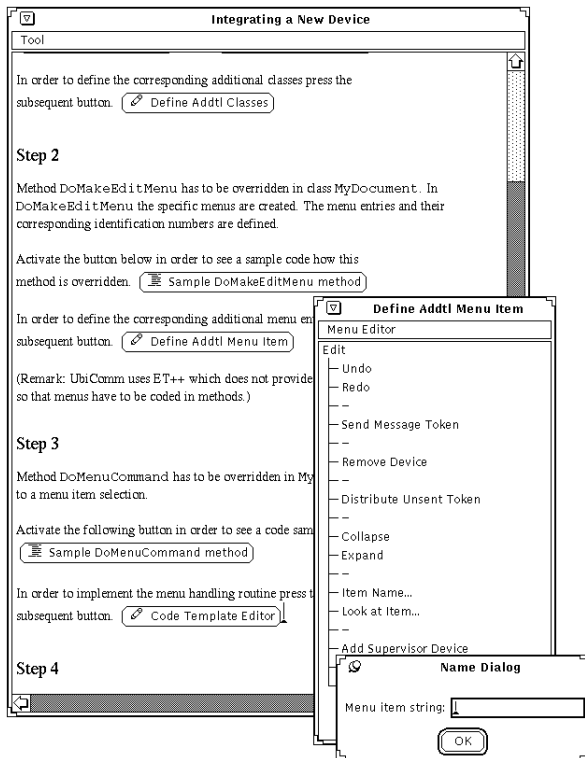 Integrating a New Device
Tool
In order to define the corresponding additional classes press the
subsequent button. Define Addtl Classes
Step 2
Method DoMakeEditMenu has to be overridden in class MyDocument. In
DoMakeEditMenu the specific menus are created. The menu entries and their
corresponding identification numbers are defined.
Activate the button below in order to see a sample code how this
method is overridden. Sample DoMakeEditMenu method
In order to define the corresponding additional menu en
subsequent button. Define Addtl Menu Item
(Remark: UbiComm uses ET++ which does not provide
so that menus have to be coded in methods.)
Step 3
Method DoMenuCommand has to be overridden in My
to a menu item selection.
Activate the following button in order to see a code sam
Sample DoMenuCommand method
In order to implement the menu handling routine press t
subsequent button. Code Template Editor
Step 4
Define Addtl Menu Item
Menu Editor
Edit
Undo
Redo
--
Send Message Token
--
Remove Device
--
Distribute Unsent Token
--
Collapse
Expand
--
Item Name...
Look at Item...
--
Add Supervisor Device
Name Dialog
Menu item string:
OK